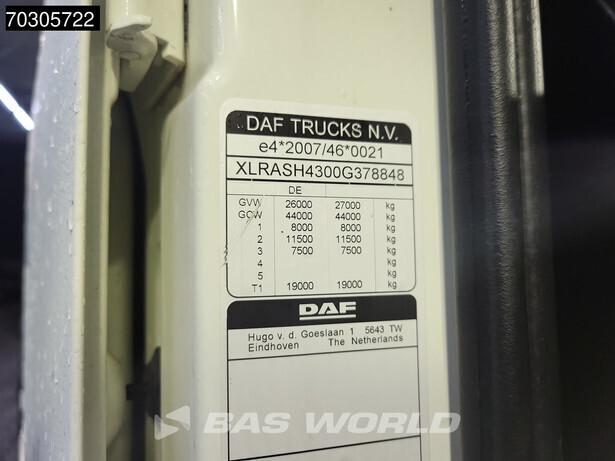 70305722
DAF TRUCKS N.V.
e4*2007/46*0021
XLRASH4300G378848
DE
GVW 26000 27000 kg
GCW 44000 44000 kg
1 8000 8000 kg
2 11500 11500 kg
3 7500 7500 kg
4 kg
5 kg
T1 19000 19000 kg
DAF
Hugo v. d. Goeslaan 1 5643 TW
Eindhoven The Netherlands
BAS WORLD